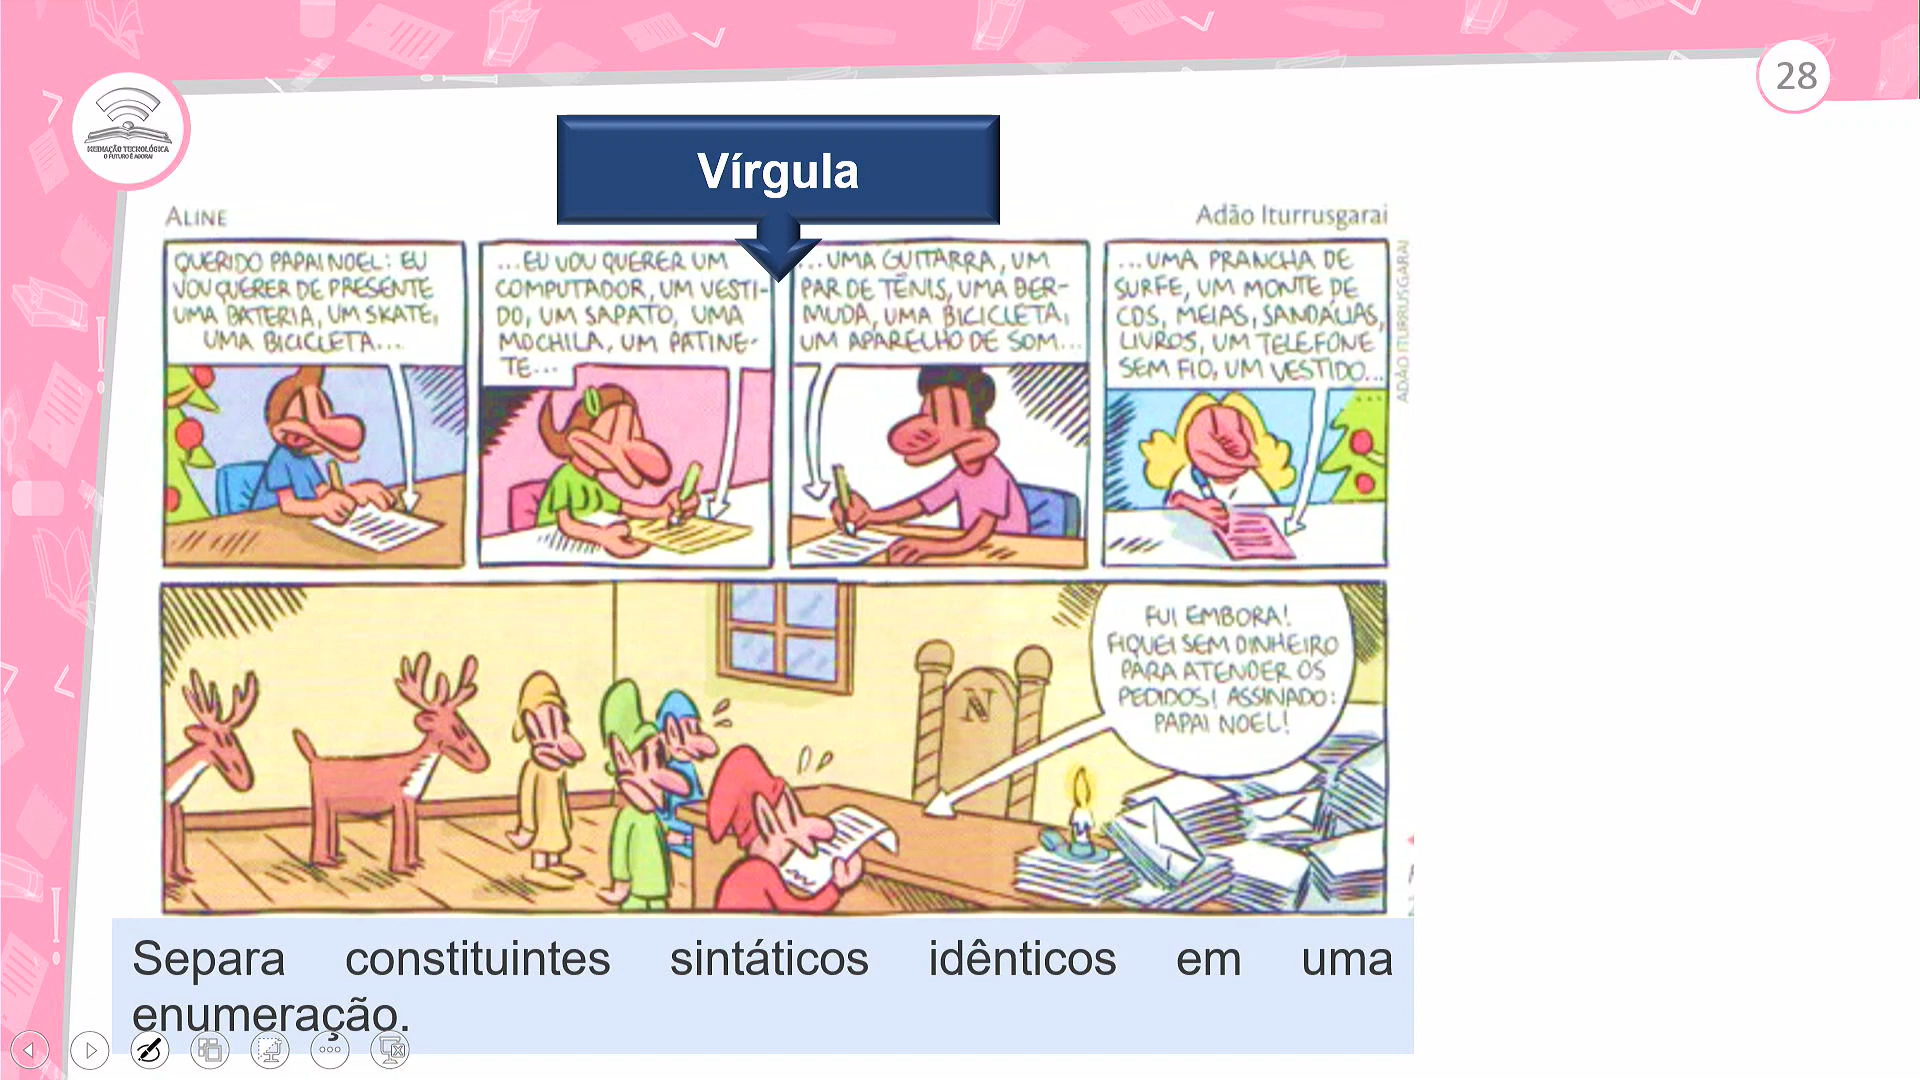 28
MEDIAÇÃO TECNOLÓGICA
O FUTURO É AGORA!
Vírgula
ALINE
Adão Iturrusgarai
QUERIDO PAPAI NOEL: EU
VOU QUERER DE PRESENTE
UMA BATERIA, UM SKATE,
UMA BICICLETA...
...EU VOU QUERER UM
COMPUTADOR, UM VESTI-
DO, UM SAPATO, UMA
MOCHILA, UM PATINE-
TE...
...UMA GUITARRA, UM
PAR DE TÊNIS, UMA BER-
MUDA, UMA BICICLETA,
UM APARELHO DE SOM...
...UMA PRANCHA DE
SURFE, UM MONTE DE
CDS, MEIAS, SANDÁLIAS,
LIVROS, UM TELEFONE
SEM FIO, UM VESTIDO...
ADÃO ITURRUSGARAI
FUI EMBORA!
FIQUEI SEM DINHEIRO
PARA ATENDER OS
PEDIDOS! ASSINADO:
PAPAI NOEL!
N
Separa constituintes sintáticos idênticos em uma
enumeração.